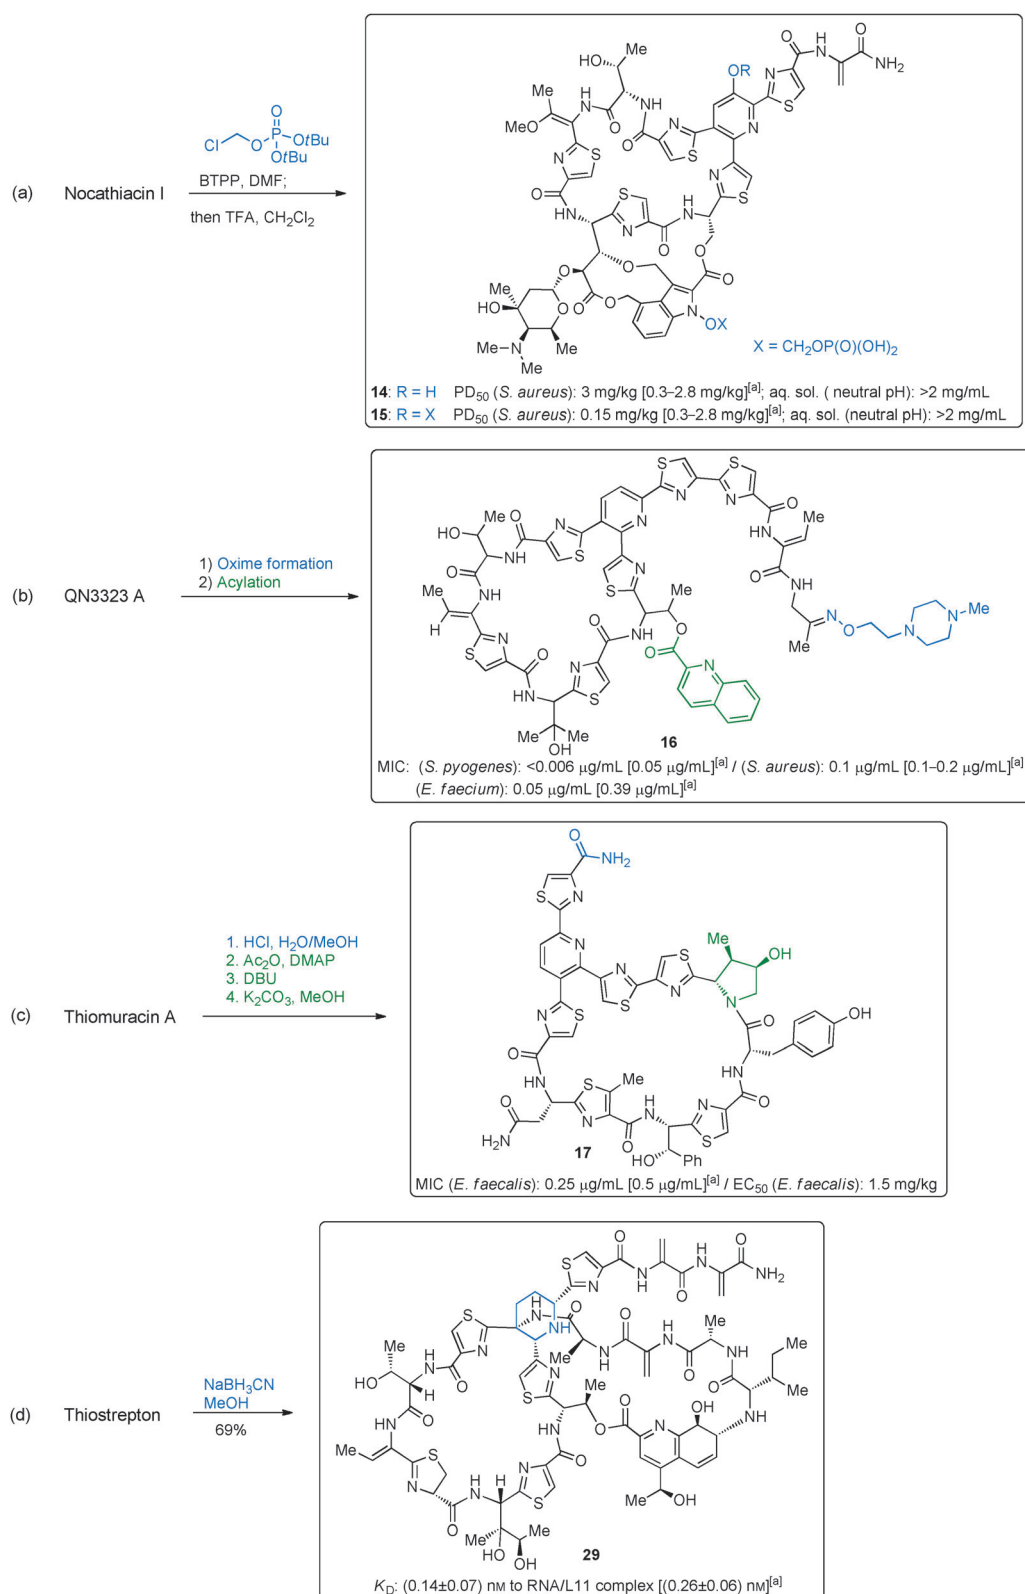 (a) Nocathiacin I
Cl O P O OtBu OtBu
BTPP, DMF;
then TFA, CH2Cl2
X = CH2OP(O)(OH)2
14: R = H PD50 (S. aureus): 3 mg/kg [0.3–2.8 mg/kg][a]; aq. sol. ( neutral pH): >2 mg/mL
15: R = X PD50 (S. aureus): 0.15 mg/kg [0.3–2.8 mg/kg][a]; aq. sol. (neutral pH): >2 mg/mL
(b) QN3323 A
1) Oxime formation
2) Acylation
16
MIC: (S. pyogenes): <0.006 µg/mL [0.05 µg/mL][a] / (S. aureus): 0.1 µg/mL [0.1–0.2 µg/mL][a]
(E. faecium): 0.05 µg/mL [0.39 µg/mL][a]
(c) Thiomuracin A
1. HCl, H2O/MeOH
2. Ac2O, DMAP
3. DBU
4. K2CO3, MeOH
17
MIC (E. faecalis): 0.25 µg/mL [0.5 µg/mL][a] / EC50 (E. faecalis): 1.5 mg/kg
(d) Thiostrepton
NaBH3CN
MeOH
69%
29
KD: (0.14±0.07) nM to RNA/L11 complex [(0.26±0.06) nM][a]